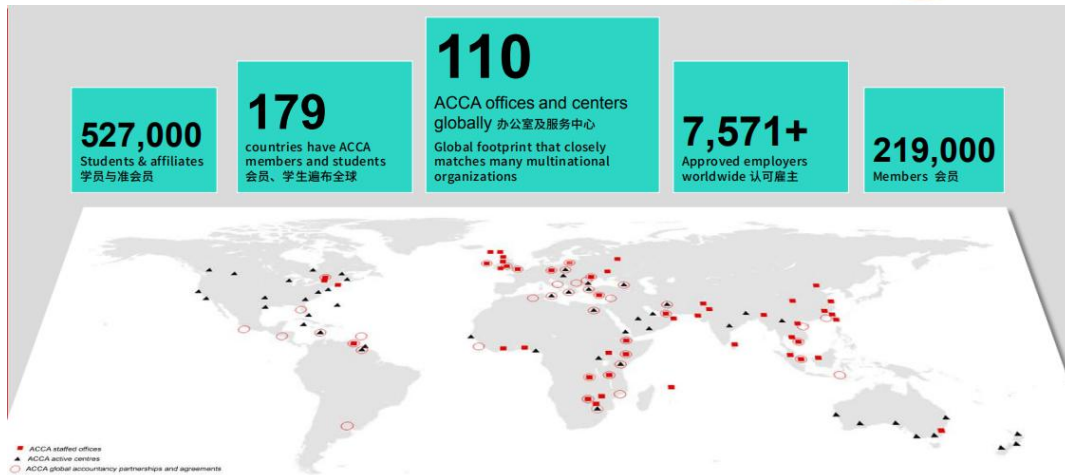 527,000
Students & affiliates
学员与准会员
179
countries have ACCA
members and students
会员、学生遍布全球
110
ACCA offices and centers
globally 办公室及服务中心
Global footprint that closely
matches many multinational
organizations
7,571+
Approved employers
worldwide 认可雇主
219,000
Members 会员
ACCA staffed offices
ACCA active centres
ACCA global accountancy partnerships and agreements